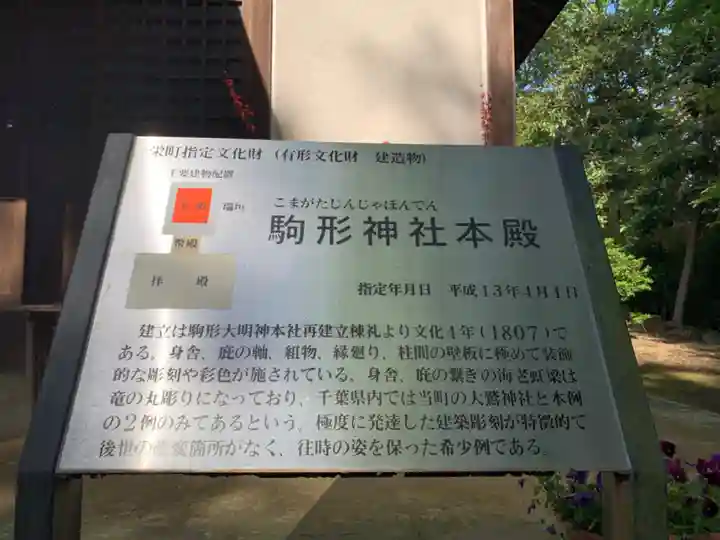 栄町指定文化財（有形文化財　建造物）
主要建物配置
瑞垣
幣殿
拝　殿
こまがたじんじゃほんでん
駒形神社本殿
指定年月日　平成１３年４月１日
建立は駒形大明神本社再建立棟札より文化４年（1807）で
ある。身舎、庇の軸、組物、縁廻り、柱間の壁板に極めて装飾
的な彫刻や彩色が施されている。身舎、庇の繋ぎの海老虹梁は
竜の丸彫りになっており、千葉県内では当町の大鷲神社と本例
の２例のみであるという、極度に発達した建築彫刻が特徴的で
後世の改変箇所がなく、往時の姿を保った希少例である。